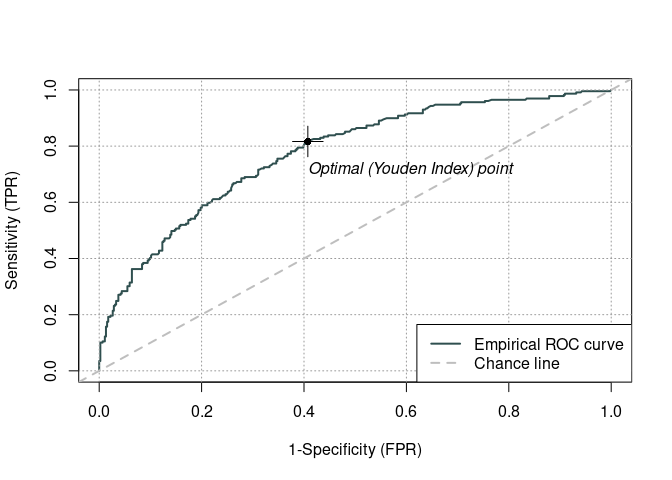 1.0
0.8
0.6
0.4
0.2
0.0
Sensitivity (TPR)
Optimal (Youden Index) point
Empirical ROC curve
Chance line
0.0 0.2 0.4 0.6 0.8 1.0
1-Specificity (FPR)